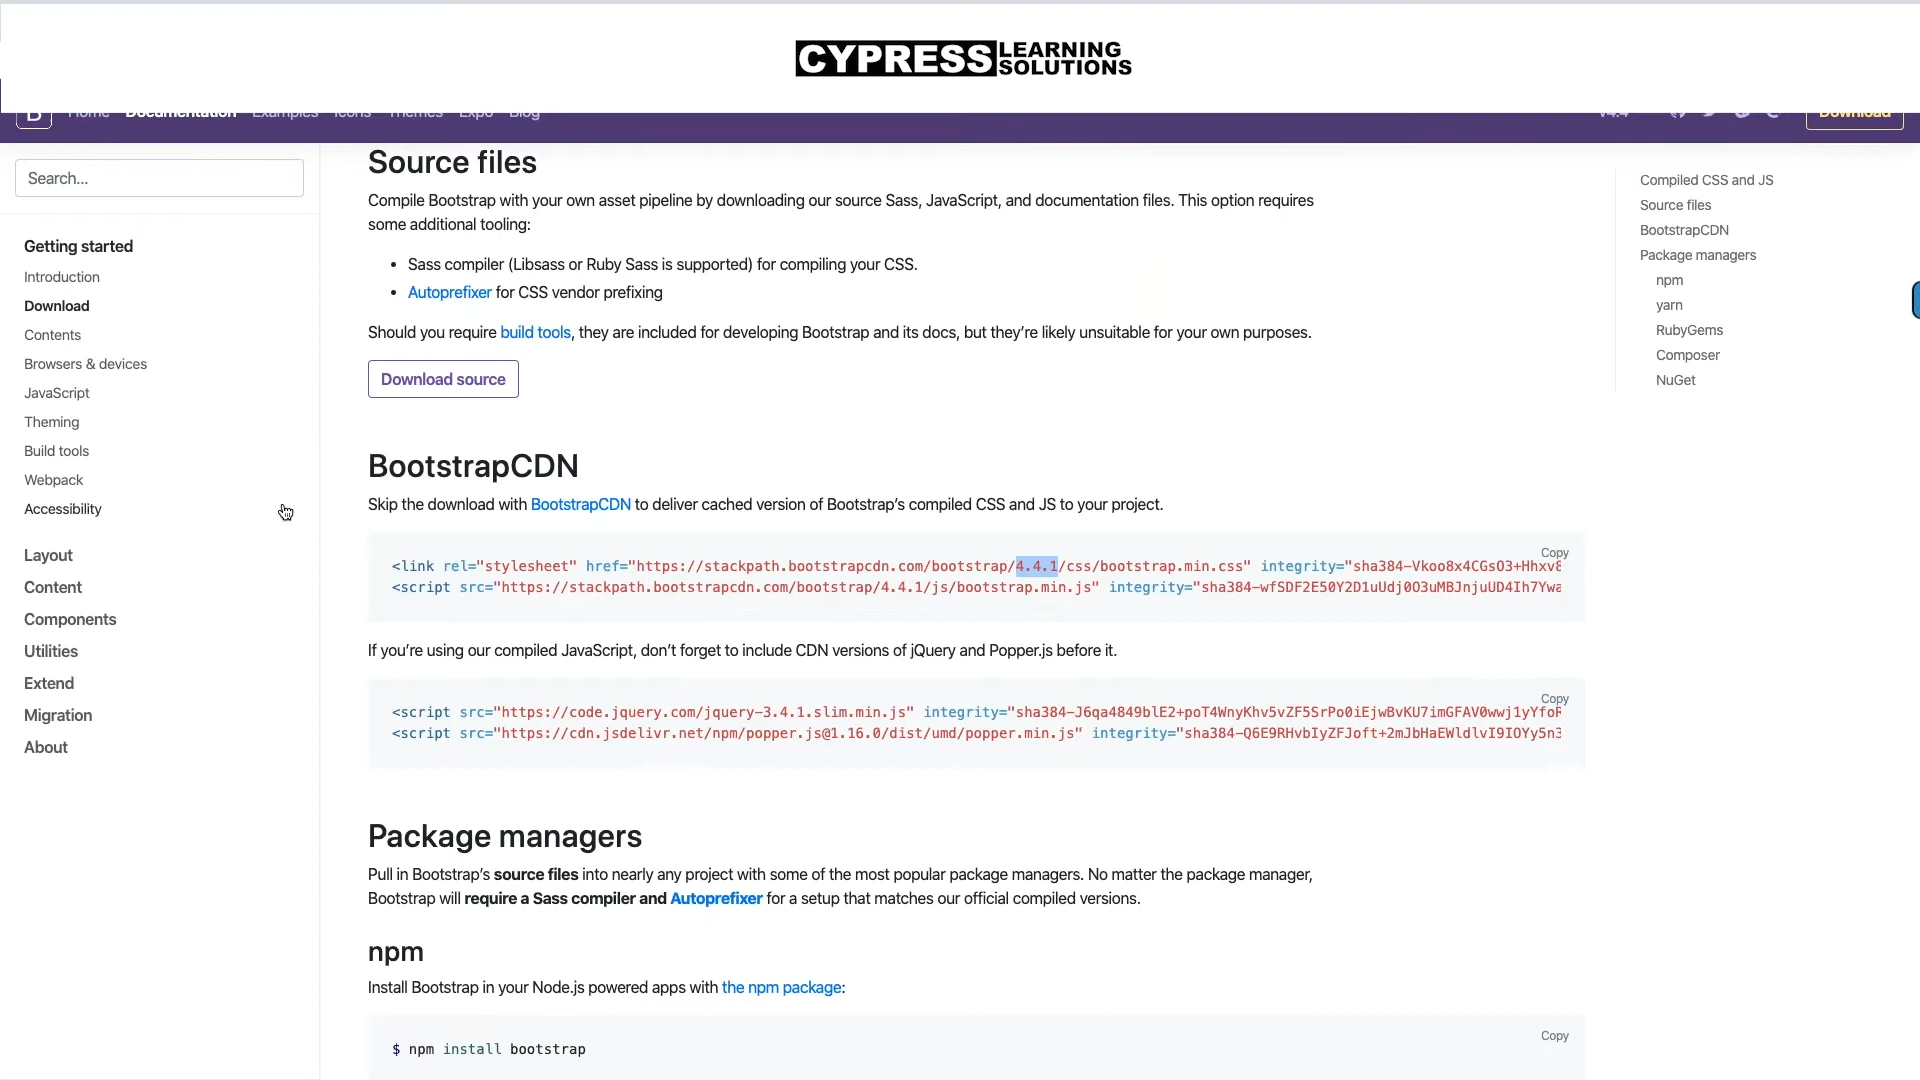 CYPRESS LEARNING SOLUTIONS
Home Documentation Examples Icons Themes Expo Blog
v4.4 Download
Search...
Getting started
Introduction
Download
Contents
Browsers & devices
JavaScript
Theming
Build tools
Webpack
Accessibility
Layout
Content
Components
Utilities
Extend
Migration
About
Source files
Compile Bootstrap with your own asset pipeline by downloading our source Sass, JavaScript, and documentation files. This option requires
some additional tooling:
• Sass compiler (Libsass or Ruby Sass is supported) for compiling your CSS.
• Autoprefixer for CSS vendor prefixing
Should you require build tools, they are included for developing Bootstrap and its docs, but they’re likely unsuitable for your own purposes.
Download source
BootstrapCDN
Skip the download with BootstrapCDN to deliver cached version of Bootstrap’s compiled CSS and JS to your project.
Copy
<link rel="stylesheet" href="https://stackpath.bootstrapcdn.com/bootstrap/4.4.1/css/bootstrap.min.css" integrity="sha384-Vkoo8x4CGsO3+Hhxv8
<script src="https://stackpath.bootstrapcdn.com/bootstrap/4.4.1/js/bootstrap.min.js" integrity="sha384-wfSDF2E50Y2D1uUdj0O3uMBJnjuUD4Ih7Ywa
If you’re using our compiled JavaScript, don’t forget to include CDN versions of jQuery and Popper.js before it.
Copy
<script src="https://code.jquery.com/jquery-3.4.1.slim.min.js" integrity="sha384-J6qa4849blE2+poT4WnyKhv5vZF5SrPo0iEjwBvKU7imGFAV0wwj1yYfoR
<script src="https://cdn.jsdelivr.net/npm/popper.js@1.16.0/dist/umd/popper.min.js" integrity="sha384-Q6E9RHvbIyZFJoft+2mJbHaEWldlvI9IOYy5n3
Package managers
Pull in Bootstrap’s source files into nearly any project with some of the most popular package managers. No matter the package manager,
Bootstrap will require a Sass compiler and Autoprefixer for a setup that matches our official compiled versions.
npm
Install Bootstrap in your Node.js powered apps with the npm package:
Copy
$ npm install bootstrap
Compiled CSS and JS
Source files
BootstrapCDN
Package managers
npm
yarn
RubyGems
Composer
NuGet